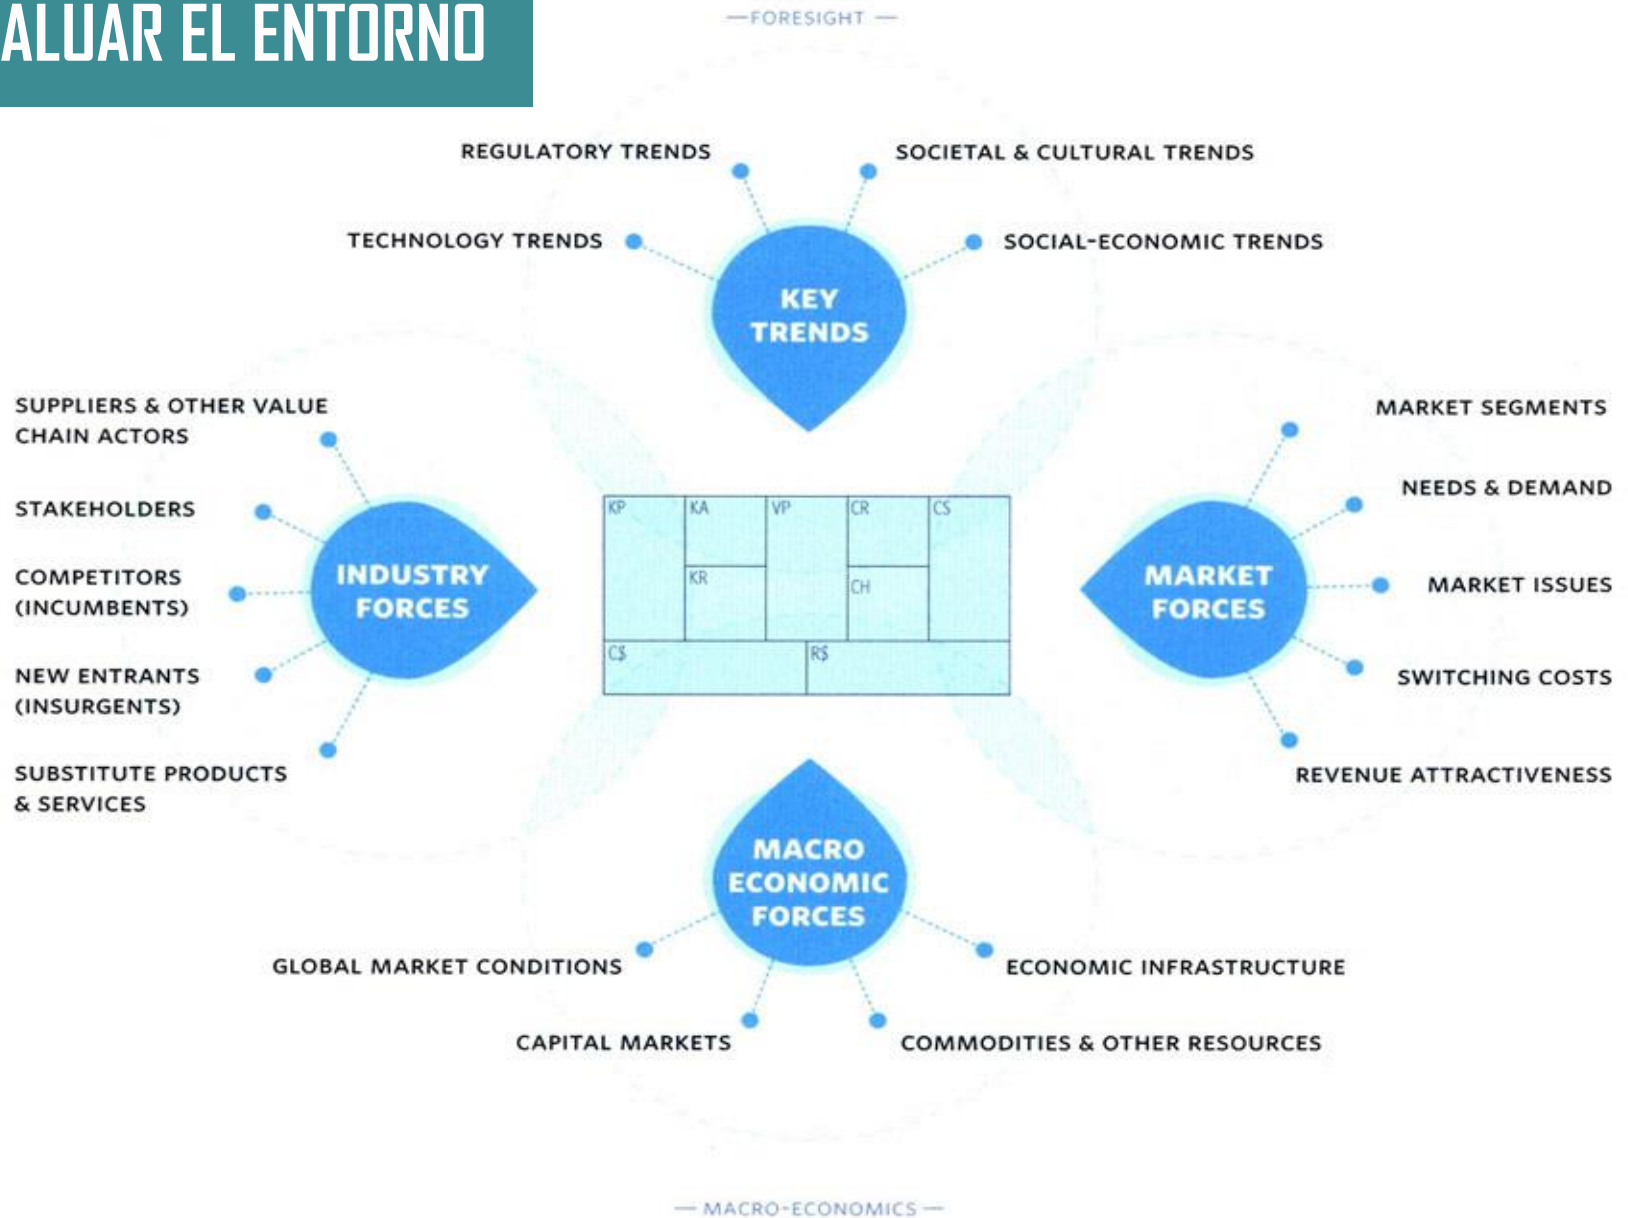 ALUAR EL ENTORNO
—FORESIGHT —
REGULATORY TRENDS
SOCIETAL & CULTURAL TRENDS
TECHNOLOGY TRENDS
SOCIAL-ECONOMIC TRENDS
KEY
TRENDS
SUPPLIERS & OTHER VALUE
CHAIN ACTORS
STAKEHOLDERS
COMPETITORS
(INCUMBENTS)
NEW ENTRANTS
(INSURGENTS)
SUBSTITUTE PRODUCTS
& SERVICES
INDUSTRY
FORCES
KP
KA
VP
CR
CS
KR
CH
C$
R$
MARKET
FORCES
MARKET SEGMENTS
NEEDS & DEMAND
MARKET ISSUES
SWITCHING COSTS
REVENUE ATTRACTIVENESS
MACRO
ECONOMIC
FORCES
GLOBAL MARKET CONDITIONS
ECONOMIC INFRASTRUCTURE
CAPITAL MARKETS
COMMODITIES & OTHER RESOURCES
— MACRO-ECONOMICS —